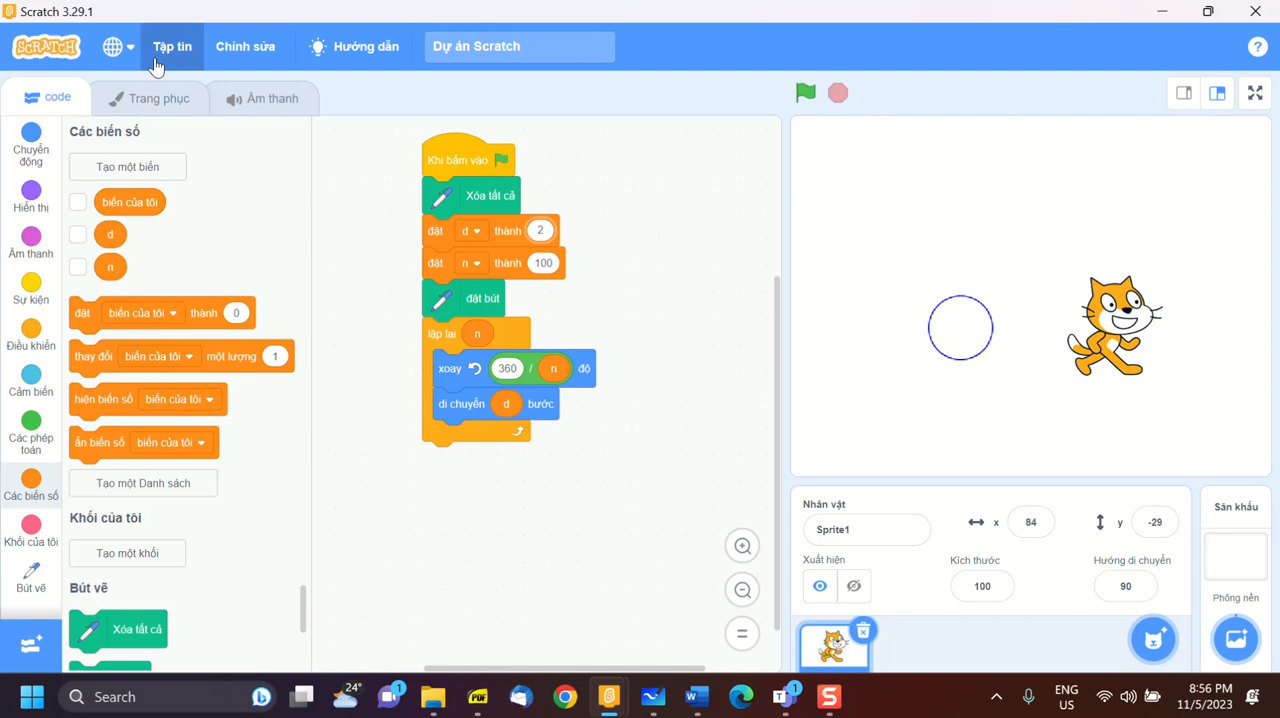 Scratch 3.29.1
SCRATCH
Tập tin
Chính sửa
Hướng dẫn
Dự án Scratch
?
code
Trang phục
Âm thanh
Chuyển
động
Hiển thị
Âm thanh
Sự kiện
Điều khiển
Cảm biến
Các phép
toán
Các biến số
Khối của tôi
Bút vẽ
Các biến số
Tạo một biến
biến của tôi
d
n
đặt biến của tôi thành 0
thay đổi biến của tôi một lượng 1
hiện biến số biến của tôi
ẩn biến số biến của tôi
Tạo một Danh sách
Khối của tôi
Tạo một khối
Bút vẽ
Xóa tất cả
Khi bấm vào
Xóa tất cả
đặt d thành 2
đặt n thành 100
đặt bút
lặp lại n
xoay 360 / n độ
di chuyển d bước
Nhân vật
Sprite1
x 84
y -29
Xuất hiện
Kích thước
100
Hướng di chuyển
90
Sân khấu
Phông nền
Search
24°
1
PDF
W
T
1
S
ENG
US
8:56 PM
11/5/2023